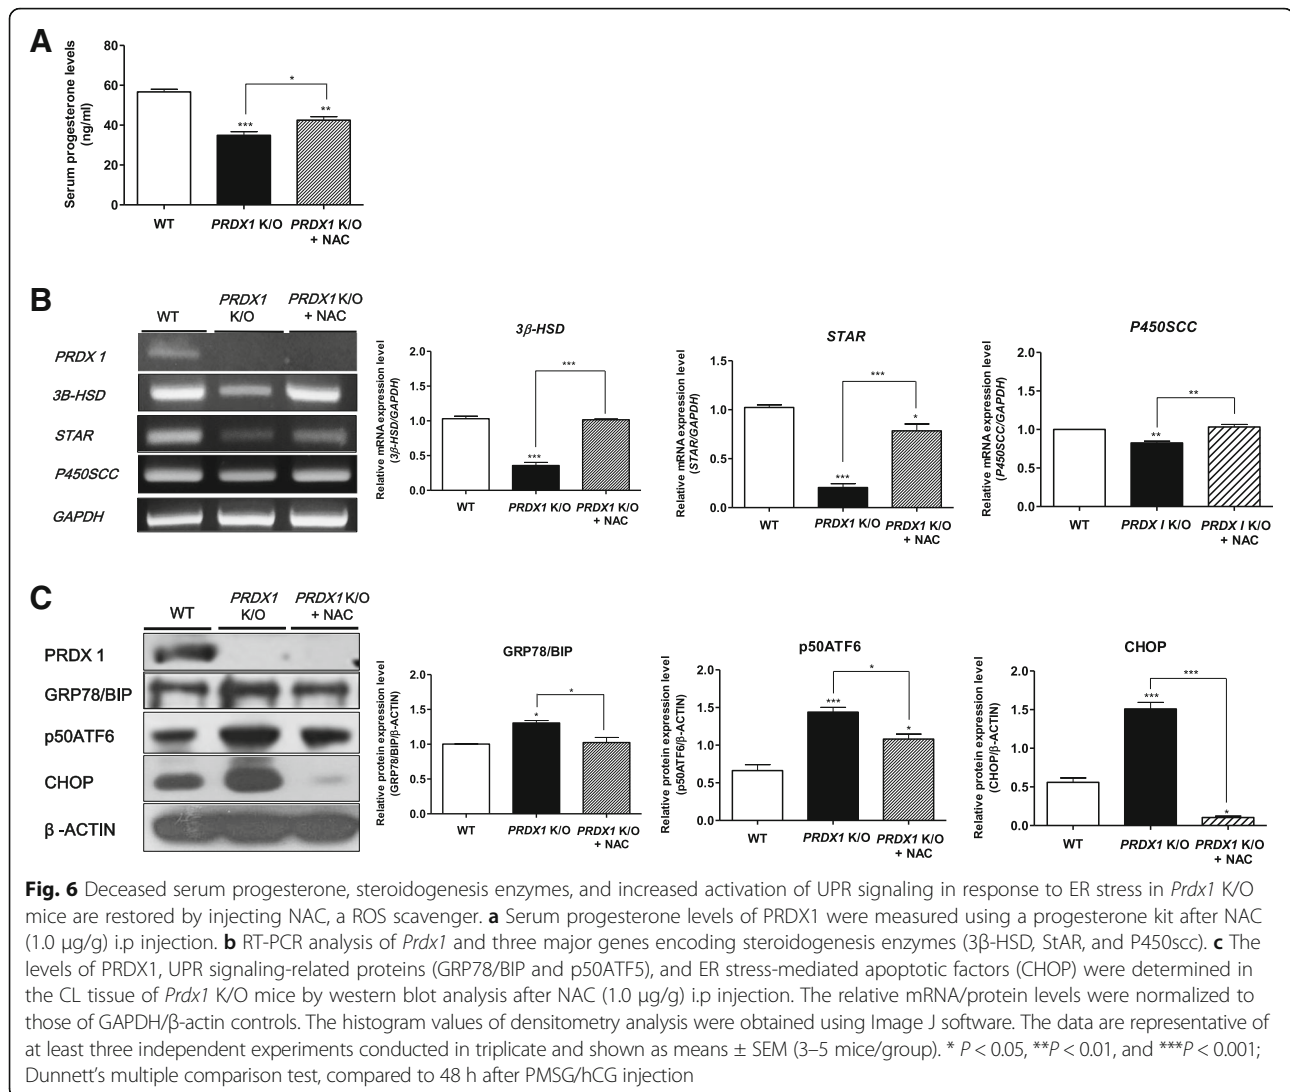 A
Serum progesterone levels
(ng/ml)
80
60
40
20
0
*
***
**
WT
PRDX1 K/O
PRDX1 K/O
+ NAC
B
WT
PRDX1
K/O
PRDX1 K/O
+ NAC
PRDX 1
3B-HSD
STAR
P450SCC
GAPDH
3β-HSD
Relative mRNA expression level
(3β-HSD/GAPDH)
2.0
1.5
1.0
0.5
0.0
***
***
WT
PRDX1 K/O
PRDX1 K/O
+ NAC
STAR
Relative mRNA expression level
(STAR/GAPDH)
1.5
1.0
0.5
0.0
***
***
*
WT
PRDX1 K/O
PRDX1 K/O
+ NAC
P450SCC
Relative mRNA expression level
(P450SCC/GAPDH)
2.0
1.5
1.0
0.5
0.0
**
**
WT
PRDX I K/O
PRDX I K/O
+ NAC
C
WT
PRDX1
K/O
PRDX1 K/O
+ NAC
PRDX 1
GRP78/BIP
p50ATF6
CHOP
β -ACTIN
GRP78/BIP
Relative protein expression level
(GRP78/BIP/β-ACTIN)
2.0
1.5
1.0
0.5
0.0
*
*
WT
PRDX1 K/O
PRDX1 K/O
+ NAC
p50ATF6
Relative protein expression level
(p50ATF6/β-ACTIN)
2.0
1.5
1.0
0.5
0.0
*
***
*
WT
PRDX1 K/O
PRDX1 K/O
+ NAC
CHOP
Relative protein expression level
(CHOP/β-ACTIN)
2.0
1.5
1.0
0.5
0.0
***
***
*
WT
PRDX1 K/O
PRDX1 K/O
+ NAC
Fig. 6 Deceased serum progesterone, steroidogenesis enzymes, and increased activation of UPR signaling in response to ER stress in Prdx1 K/O
mice are restored by injecting NAC, a ROS scavenger. a Serum progesterone levels of PRDX1 were measured using a progesterone kit after NAC
(1.0 μg/g) i.p injection. b RT-PCR analysis of Prdx1 and three major genes encoding steroidogenesis enzymes (3β-HSD, StAR, and P450scc). c The
levels of PRDX1, UPR signaling-related proteins (GRP78/BIP and p50ATF5), and ER stress-mediated apoptotic factors (CHOP) were determined in
the CL tissue of Prdx1 K/O mice by western blot analysis after NAC (1.0 μg/g) i.p injection. The relative mRNA/protein levels were normalized to
those of GAPDH/β-actin controls. The histogram values of densitometry analysis were obtained using Image J software. The data are representative of
at least three independent experiments conducted in triplicate and shown as means ± SEM (3–5 mice/group). * P < 0.05, **P < 0.01, and ***P < 0.001;
Dunnett's multiple comparison test, compared to 48 h after PMSG/hCG injection